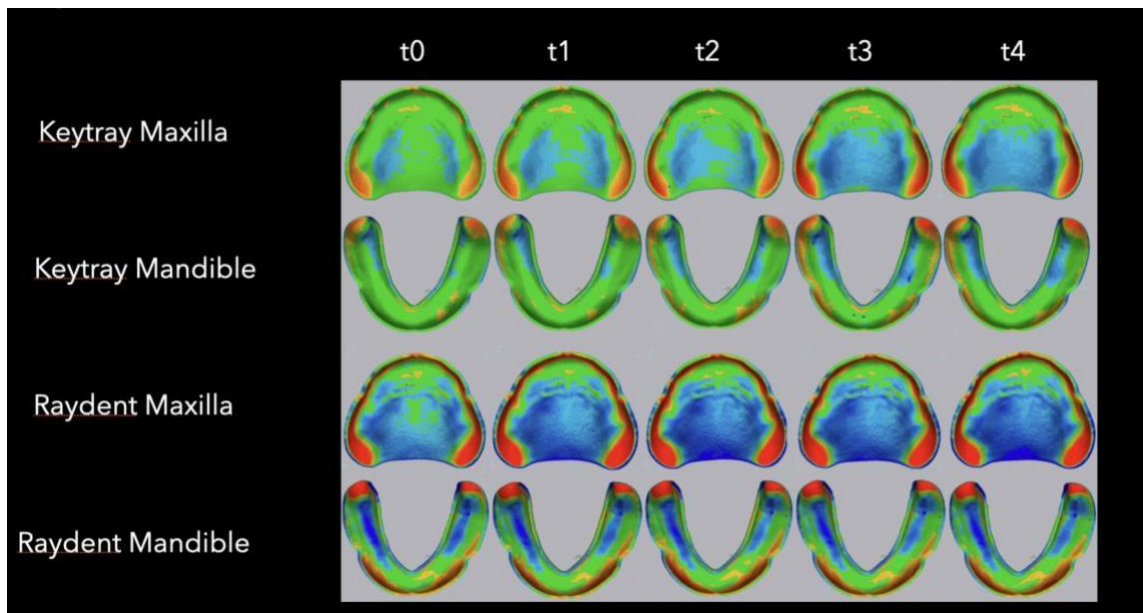 t0 t1 t2 t3 t4
Keytray Maxilla
Keytray Mandible
Raydent Maxilla
Raydent Mandible